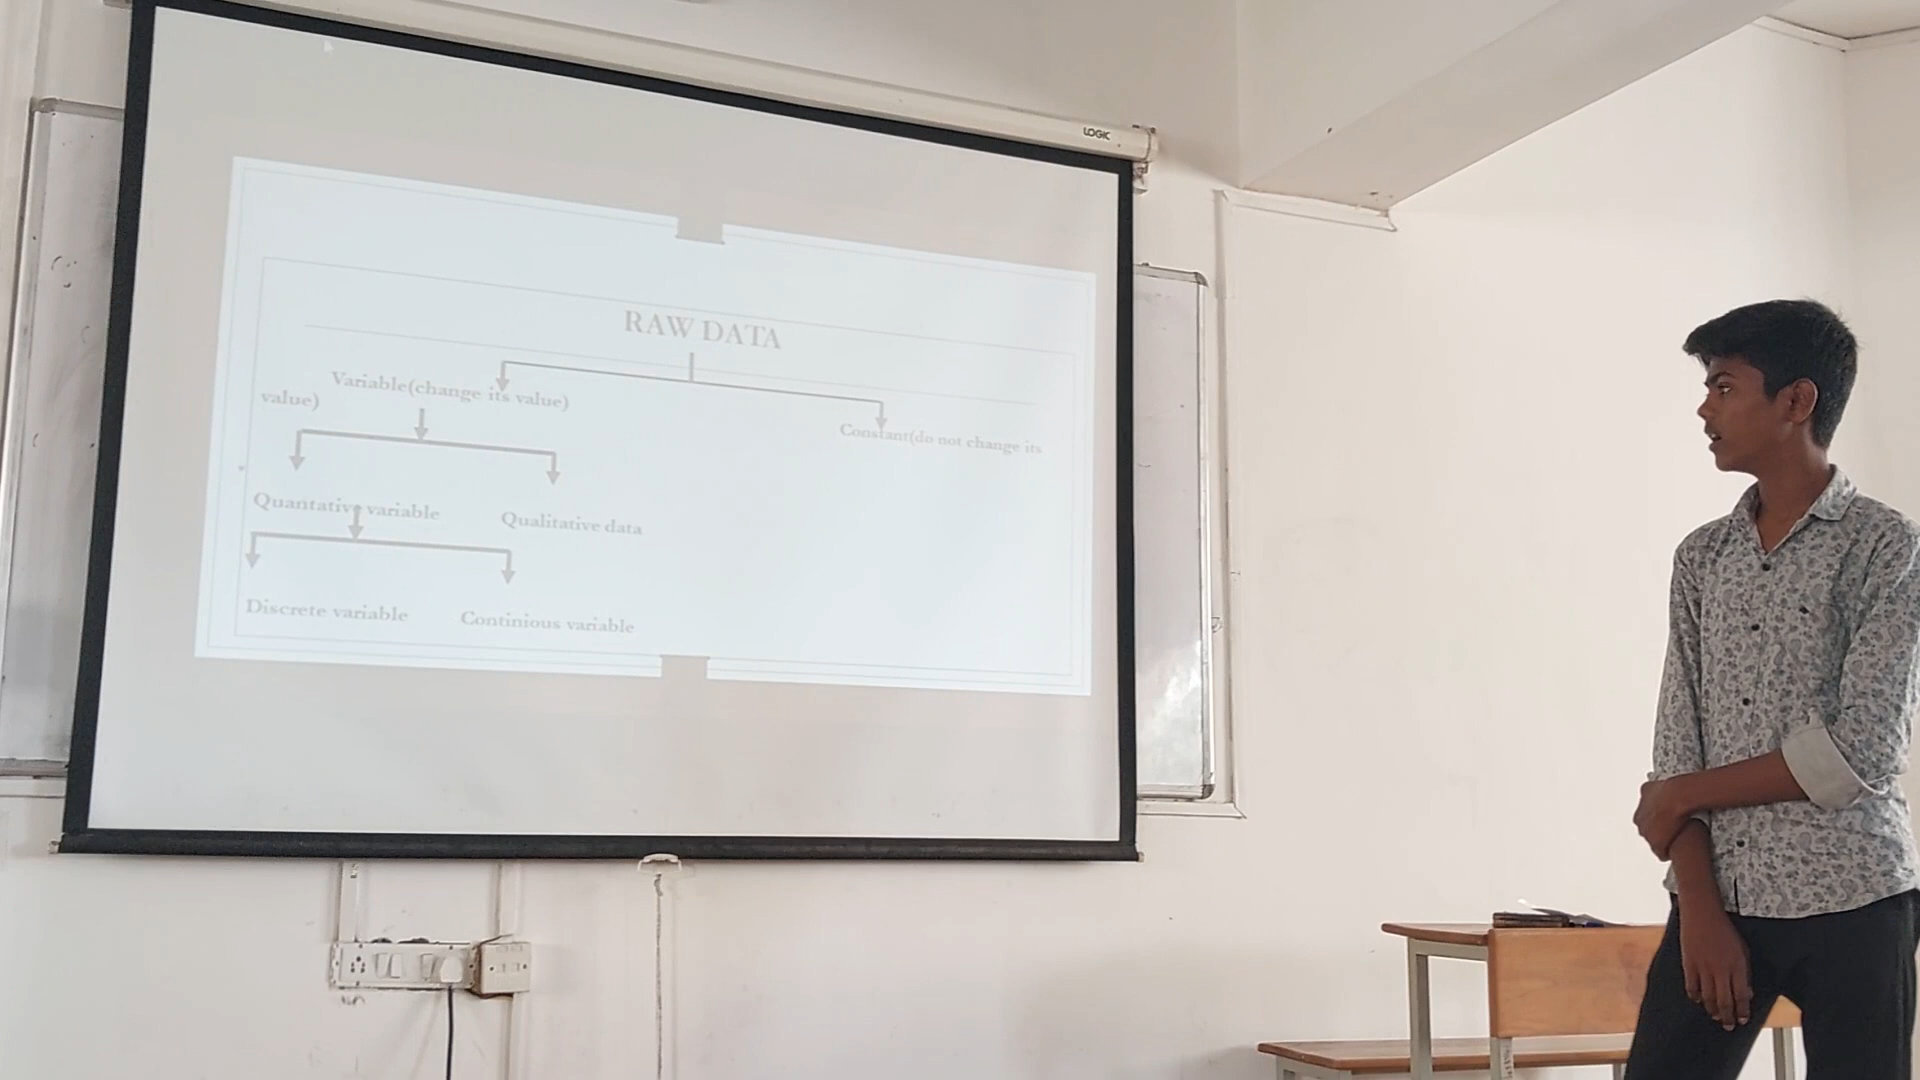 LOGIC
RAW DATA
Variable(change its value)
Constant(do not change its
value)
Quantative variable
Qualitative data
Discrete variable
Continious variable